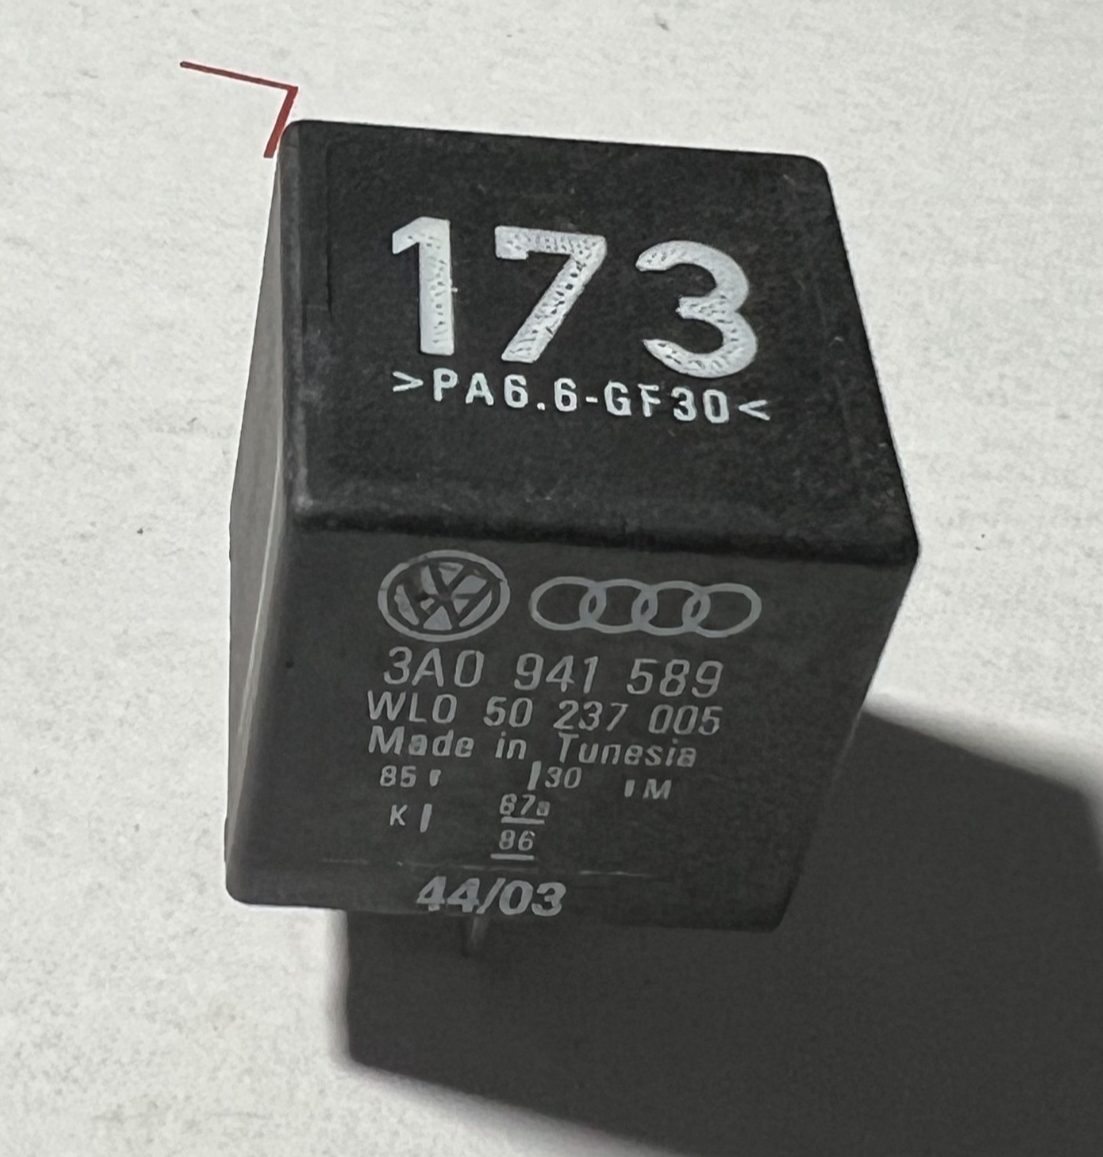 173
>PA6.6-GF30<
3A0 941 589
WL0 50 237 005
Made in Tunesia
85 30 M
K 87a
86
44/03